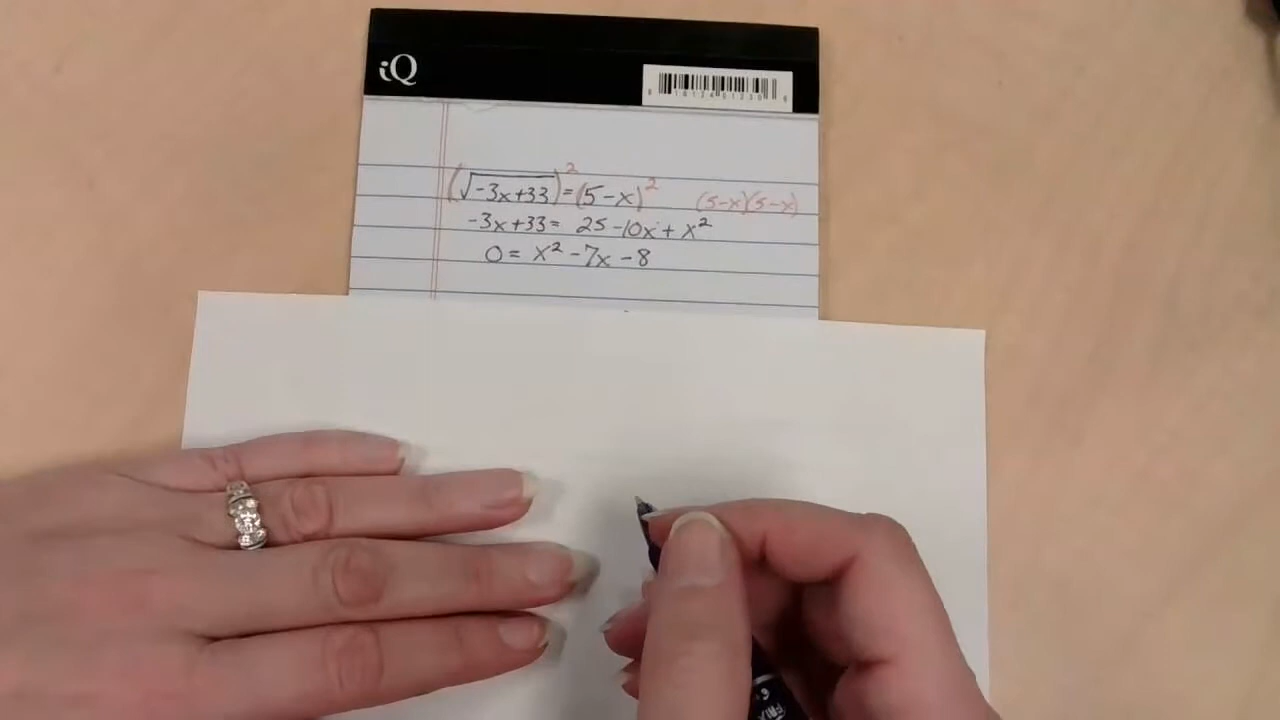 iQ
(√-3x+33)² = (5-x)² (5-x)(5-x)
-3x+33 = 25 -10x + x²
0 = x² -7x -8